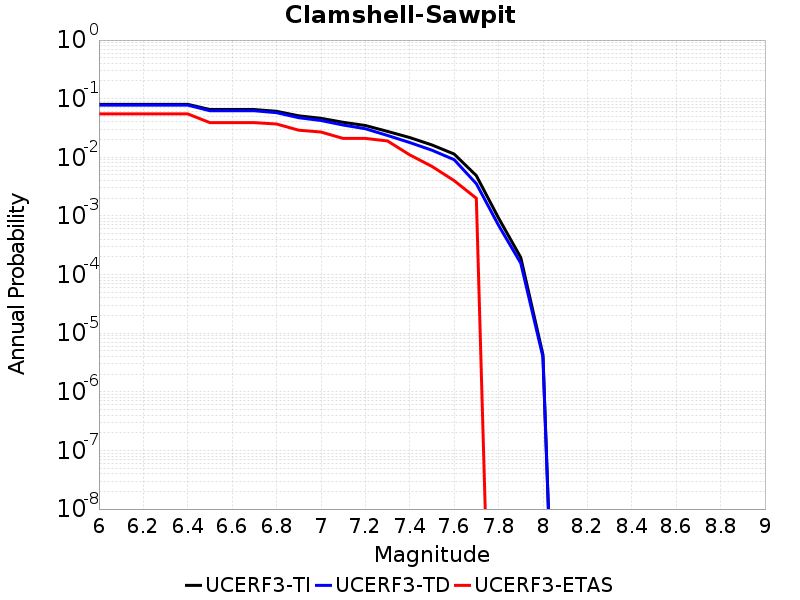 Clamshell-Sawpit
10^0
10^-1
10^-2
10^-3
10^-4
10^-5
10^-6
10^-7
10^-8
Annual Probability
6 6.2 6.4 6.6 6.8 7 7.2 7.4 7.6 7.8 8 8.2 8.4 8.6 8.8 9
Magnitude
UCERF3-TI UCERF3-TD UCERF3-ETAS